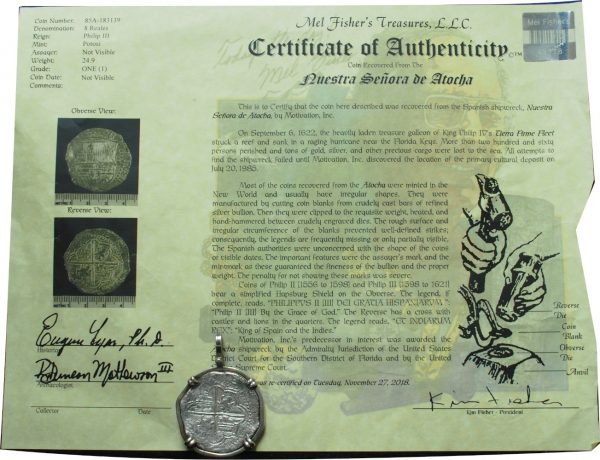 Coin Number: 85A-183139
Denomination: 8 Reales
Reign: Philip III
Mint: Potosi
Assayer: Not Visible
Weight: 24.9
Grade: ONE (1)
Coin Date: Not Visible
Comments:
Obverse View:
Reverse View:
Mel Fisher's Treasures, L.L.C.
Mel Fisher's
Certificate of Authenticity
Coin Recovered From The
Nuestra Señora de Atocha
This is to Certify that the coin here described was recovered from the Spanish shipwreck, Nuestra
Señora de Atocha, by Motivation, Inc.
On September 6, 1622, the heavily laden treasure galleon of King Philip IV's Tierra Firme Fleet
struck a reef and sank in a raging hurricane near the Florida Keys. More than two hundred and sixty
persons perished and tons of gold, silver, and other precious cargo were lost to the sea. All attempts to
find the shipwreck failed until Motivation, Inc. discovered the location of the primary cultural deposit on
July 20, 1985.
Most of the coins recovered from the Atocha were minted in the
New World and usually have irregular shapes. They were
manufactured by cutting coin blanks from crudely cast bars of refined
silver bullion. Then they were clipped to the requisite weight, heated, and
hand-hammered between crudely engraved dies. The rough surface and
irregular circumference of the blanks prevented well-defined strikes;
consequently, the legends are frequently missing or only partially visible.
The Spanish authorities were unconcerned with the shape of the coins
or visible dates. The important features were the assayer's mark and the
mintmark as these guaranteed the fineness of the bullion and the proper
weight. The penalty for not showing these marks was severe.
Coins of Philip II (1556 to 1598) and Philip III (1598 to 1621)
bear a simplified Hapsburg Shield on the Obverse. The legend, if
complete, reads, "PHILIPPVS II [III] DEI GRATIA HISPANIARUM":
"Philip II [III] By the Grace of God." The Reverse has a cross with
castles and lions in the quarters. The legend reads, "ET INDIARUM
REX": "King of Spain and the Indies."
Motivation, Inc.'s predecessor in interest was awarded the
shipwreck by the Admiralty Jurisdiction of the United States
District Court for the Southern District of Florida and by the United
Supreme Court.
was re-certified on Tuesday, November 27, 2018.
Reverse
Die
Coin
Blank
Obverse
Die
Anvil
Eugene Lyon, Ph.D.
Historian
R. Duncan Mathewson III
Archaeologist
Collector Date
Kim Fisher
Kim Fisher - President